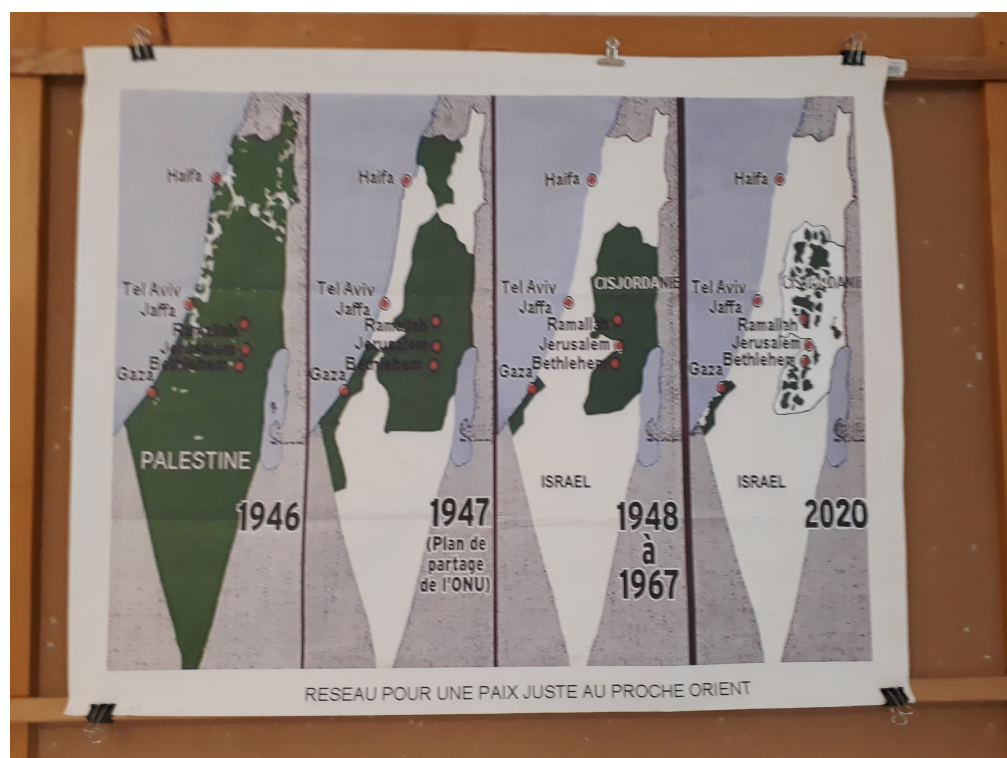 Haifa
Tel Aviv
Jaffa
Ramallah
Jerusalem
Bethlehem
Gaza
PALESTINE
1946
Haifa
Tel Aviv
Jaffa
Ramallah
Jerusalem
Bethlehem
Gaza
1947
(Plan de
partage
de l'ONU)
Haifa
CISJORDANIE
Tel Aviv
Jaffa
Ramallah
Jerusalem
Bethlehem
Gaza
ISRAEL
1948
à
1967
Haifa
CISJORDANIE
Tel Aviv
Jaffa
Ramallah
Jerusalem
Bethlehem
Gaza
ISRAEL
2020
RESEAU POUR UNE PAIX JUSTE AU PROCHE ORIENT